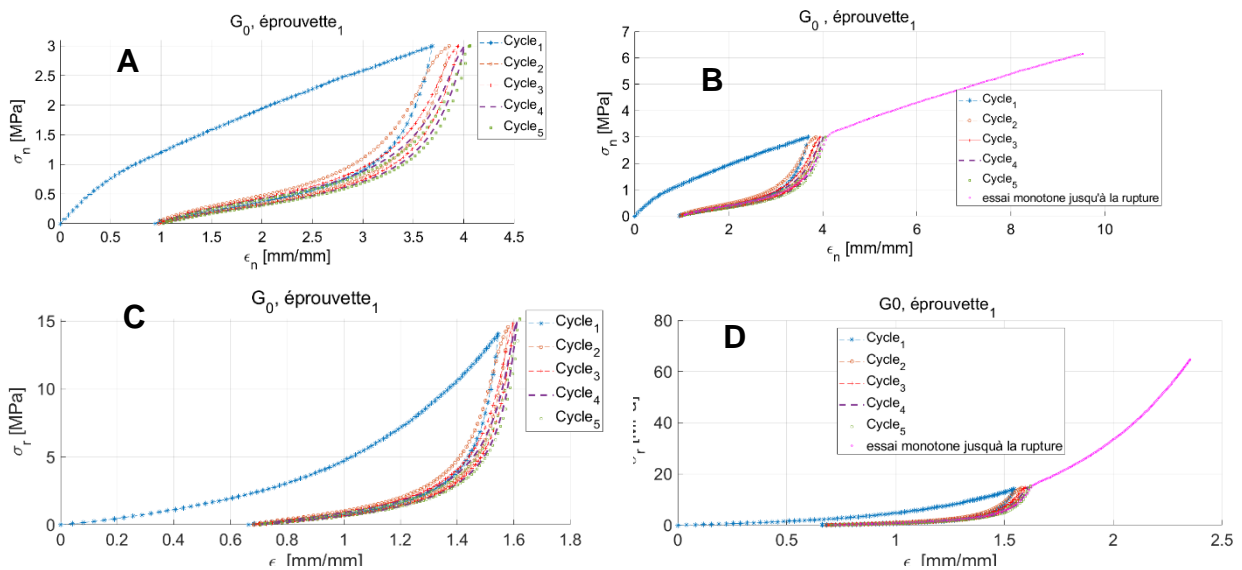 G0, éprouvette1
A
3
2.5
2
1.5
1
0.5
0
σn [MPa]
0 0.5 1 1.5 2 2.5 3 3.5 4 4.5
ϵn [mm/mm]
Cycle1
Cycle2
Cycle3
Cycle4
Cycle5
G0 , éprouvette1
B
7
6
5
4
3
2
1
0
σn [MPa]
0 2 4 6 8 10
ϵn [mm/mm]
Cycle1
Cycle2
Cycle3
Cycle4
Cycle5
essai monotone jusqu'à la rupture
G0, éprouvette1
C
15
10
5
0
σr [MPa]
0 0.2 0.4 0.6 0.8 1 1.2 1.4 1.6 1.8
ϵ [mm/mm]
Cycle1
Cycle2
Cycle3
Cycle4
Cycle5
G0, éprouvette1
D
80
60
40
20
0
0 0.5 1 1.5 2 2.5
ϵ [mm/mm]
Cycle1
Cycle2
Cycle3
Cycle4
Cycle5
essai monotone jusquà la rupture